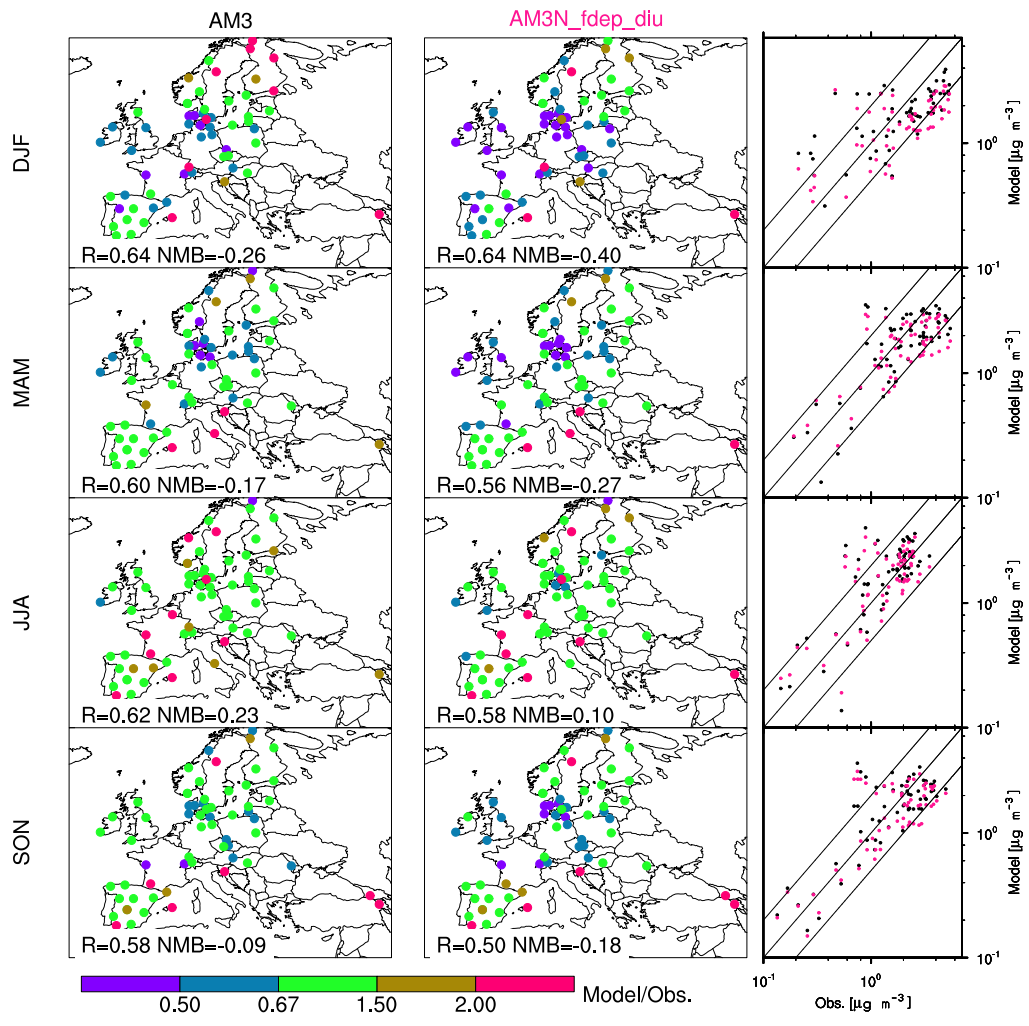 AM3
AM3N_fdep_diu
DJF
R=0.64 NMB=-0.26
R=0.64 NMB=-0.40
10⁰
Model [μg m⁻³]
10⁻¹
MAM
R=0.60 NMB=-0.17
R=0.56 NMB=-0.27
10⁰
Model [μg m⁻³]
10⁻¹
JJA
R=0.62 NMB=0.23
R=0.58 NMB=0.10
10⁰
Model [μg m⁻³]
10⁻¹
SON
R=0.58 NMB=-0.09
R=0.50 NMB=-0.18
10⁰
Model [μg m⁻³]
10⁻¹
10⁻¹ 10⁰
Obs. [μg m⁻³]
0.50 0.67 1.50 2.00
Model/Obs.